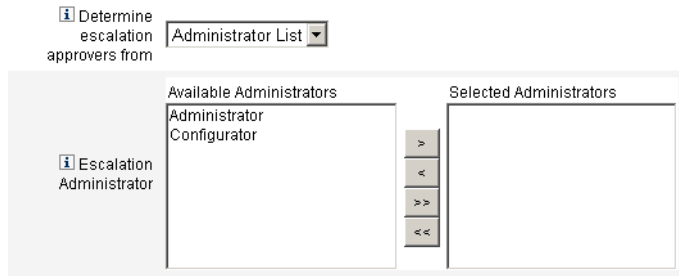 Determine
escalation
approvers from
Administrator List
Available Administrators
Selected Administrators
Administrator
Configurator
Escalation
Administrator
>
<
>>
<<